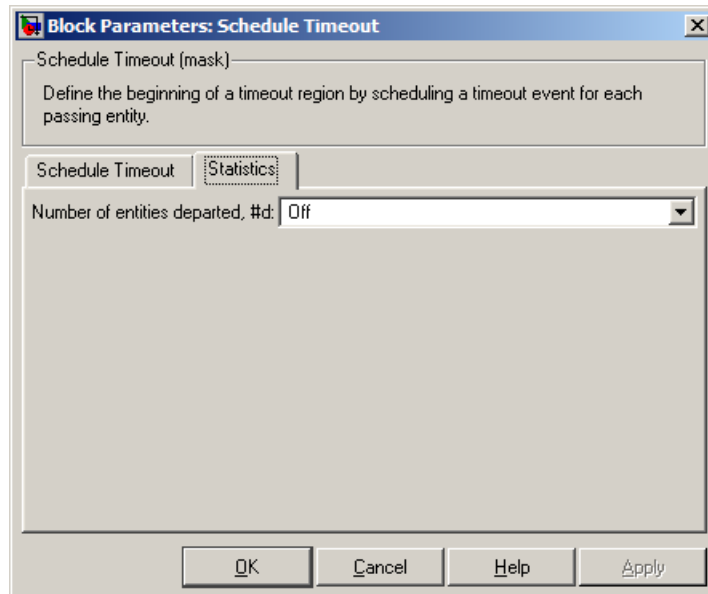 Block Parameters: Schedule Timeout
Schedule Timeout (mask)
Define the beginning of a timeout region by scheduling a timeout event for each
passing entity.
Schedule Timeout Statistics
Number of entities departed, #d: Off
OK Cancel Help Apply